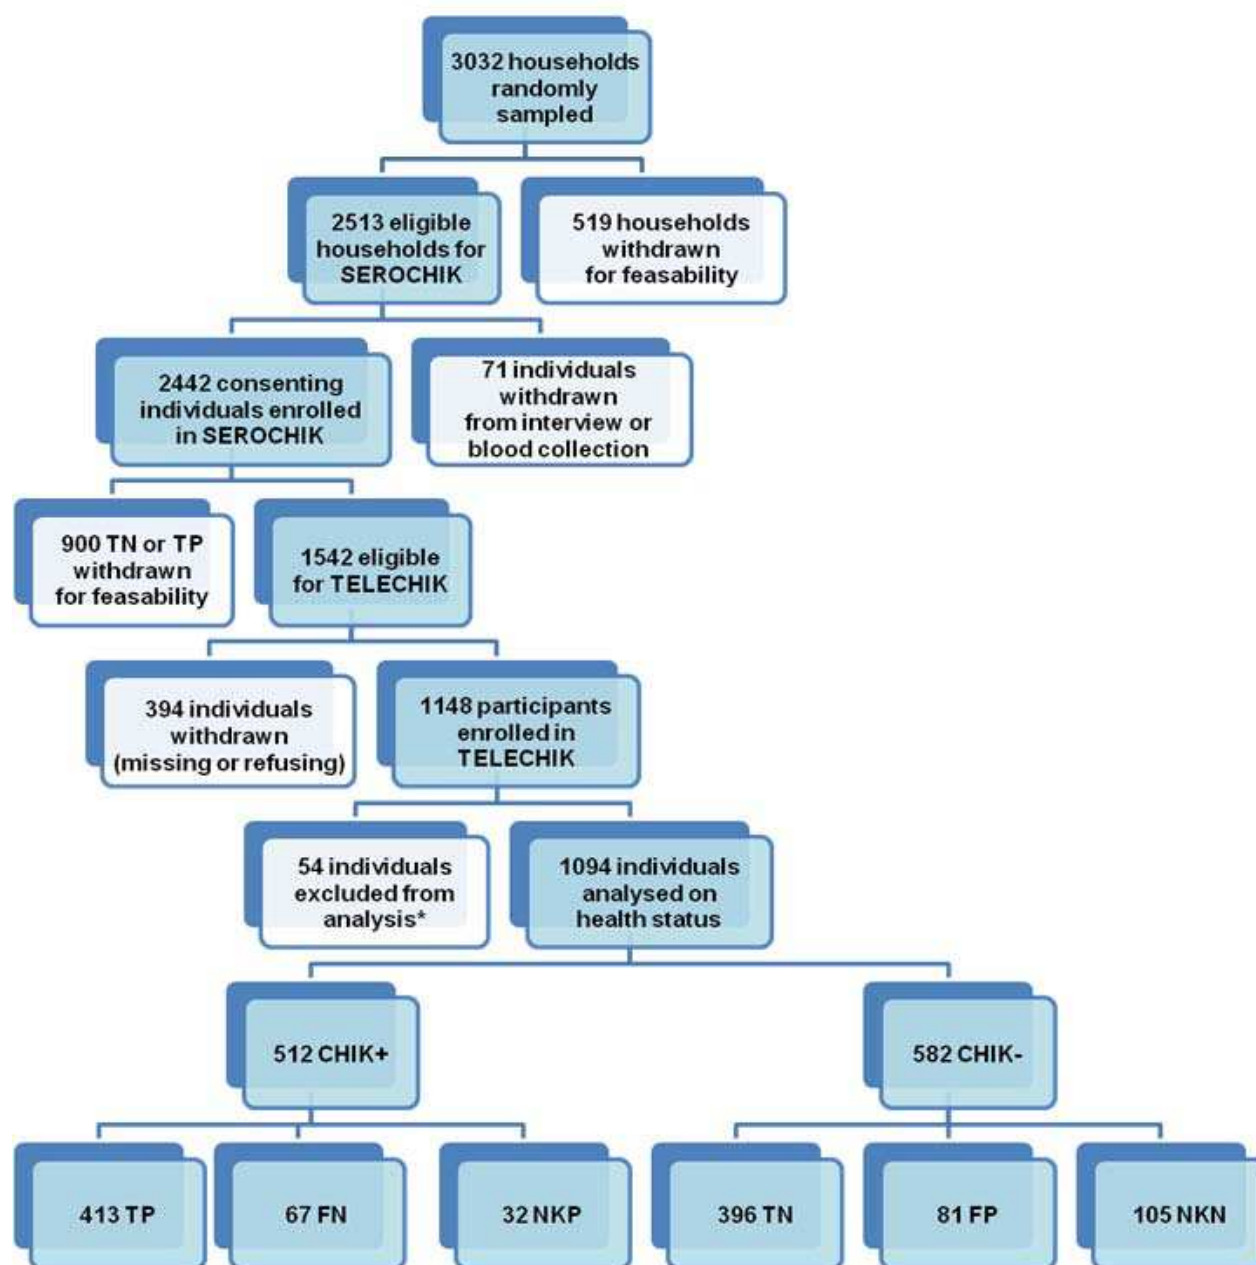 3032 households
randomly
sampled
2513 eligible
households for
SEROCHIK
519 households
withdrawn
for feasability
2442 consenting
individuals enrolled
in SEROCHIK
71 individuals
withdrawn
from interview or
blood collection
900 TN or TP
withdrawn
for feasability
1542 eligible
for TELECHIK
394 individuals
withdrawn
(missing or refusing)
1148 participants
enrolled in
TELECHIK
54 individuals
excluded from
analysis*
1094 individuals
analysed on
health status
512 CHIK+
582 CHIK-
413 TP
67 FN
32 NKP
396 TN
81 FP
105 NKN